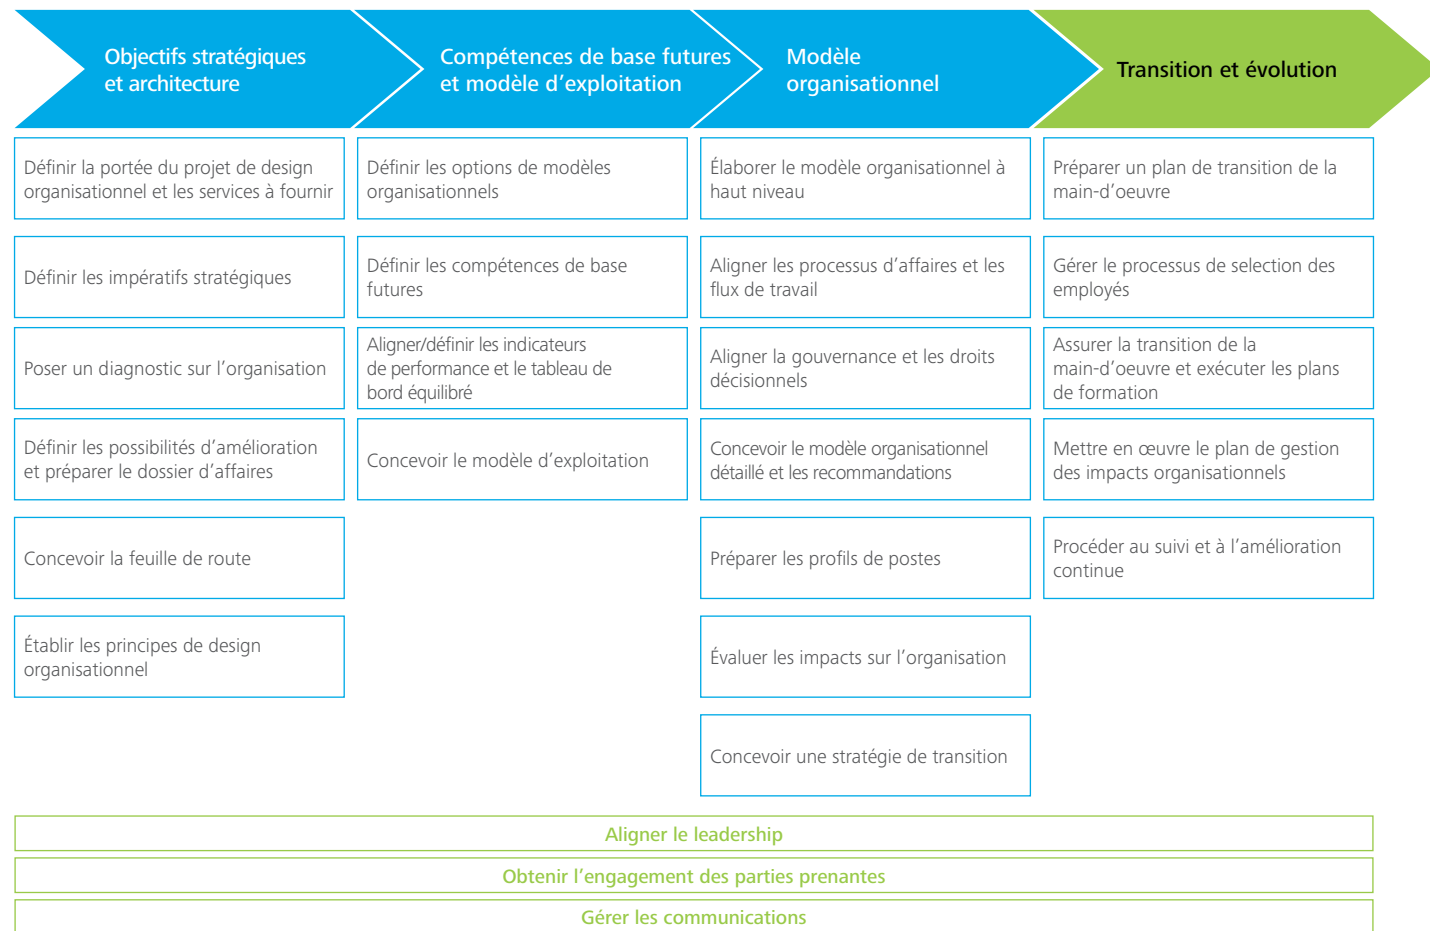 Objectifs stratégiques
et architecture
Compétences de base futures
et modèle d'exploitation
Modèle
organisationnel
Transition et évolution
Définir la portée du projet de design
organisationnel et les services à fournir
Définir les impératifs stratégiques
Poser un diagnostic sur l'organisation
Définir les possibilités d'amélioration
et préparer le dossier d'affaires
Concevoir la feuille de route
Établir les principes de design
organisationnel
Définir les options de modèles
organisationnels
Définir les compétences de base
futures
Aligner/définir les indicateurs
de performance et le tableau de
bord équilibré
Concevoir le modèle d'exploitation
Élaborer le modèle organisationnel à
haut niveau
Aligner les processus d'affaires et les
flux de travail
Aligner la gouvernance et les droits
décisionnels
Concevoir le modèle organisationnel
détaillé et les recommandations
Préparer les profils de postes
Évaluer les impacts sur l'organisation
Concevoir une stratégie de transition
Préparer un plan de transition de la
main-d'oeuvre
Gérer le processus de selection des
employés
Assurer la transition de la
main-d'oeuvre et exécuter les plans
de formation
Mettre en œuvre le plan de gestion
des impacts organisationnels
Procéder au suivi et à l'amélioration
continue
Aligner le leadership
Obtenir l'engagement des parties prenantes
Gérer les communications